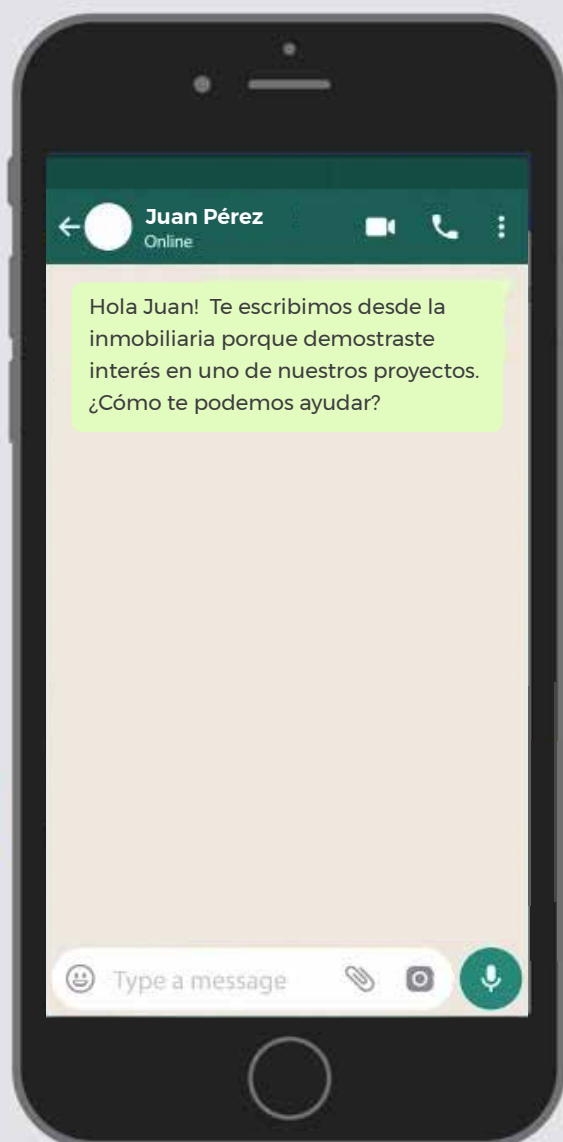 Juan Pérez
Online
Hola Juan! Te escribimos desde la
inmobiliaria porque demostraste
interés en uno de nuestros proyectos.
¿Cómo te podemos ayudar?
Type a message